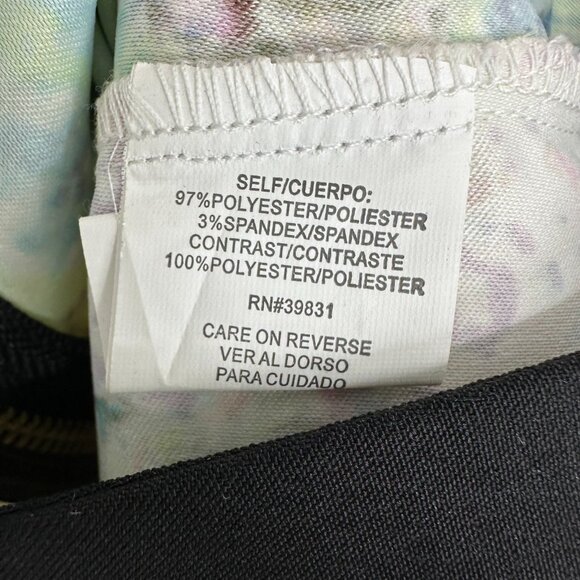 SELF/CUERPO:
97%POLYESTER/POLIESTER
3%SPANDEX/SPANDEX
CONTRAST/CONTRASTE
100%POLYESTER/POLIESTER
RN#39831
CARE ON REVERSE
VER AL DORSO
PARA CUIDADO